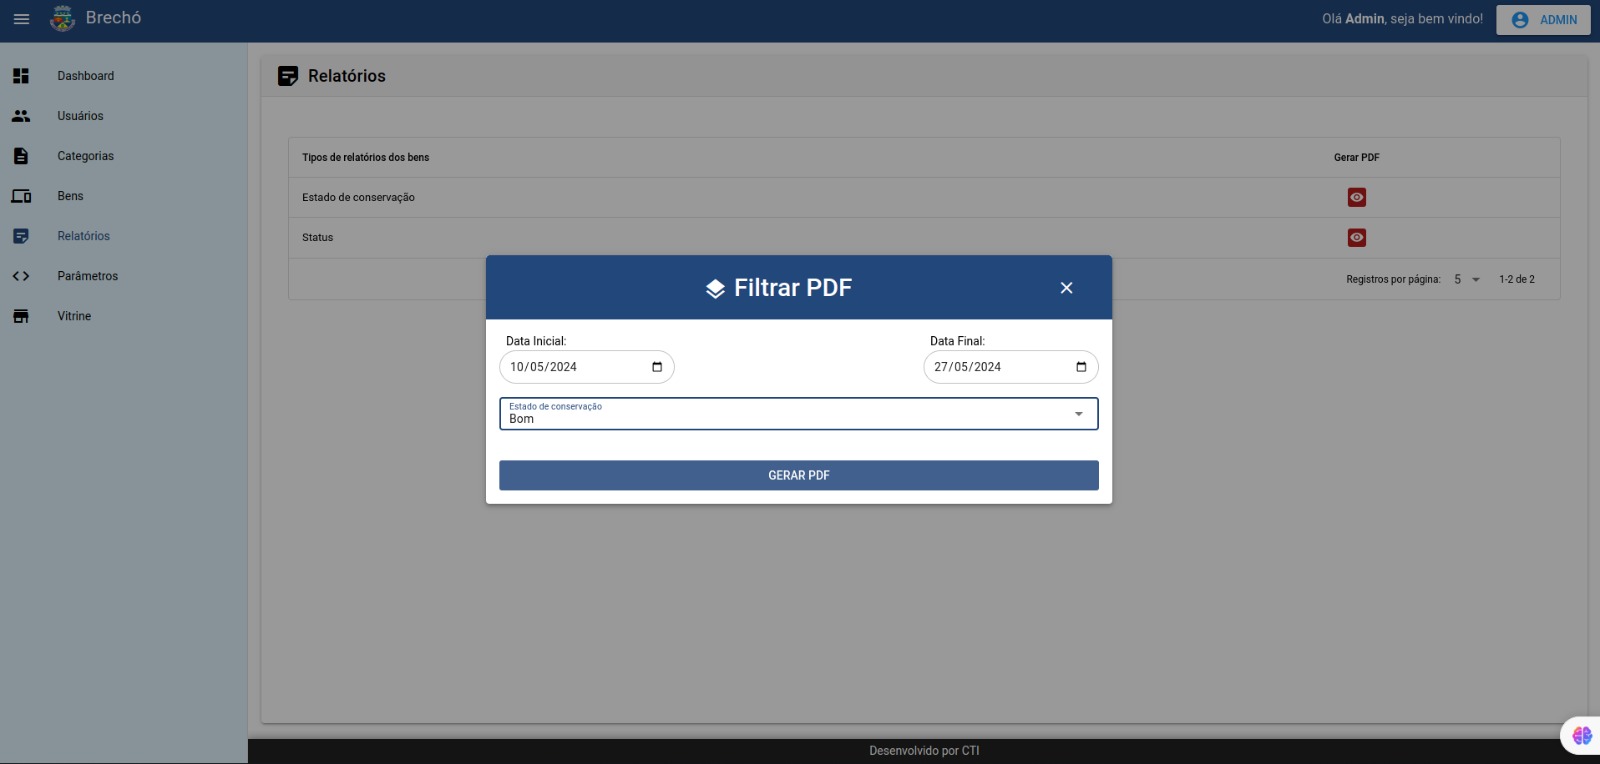 Brechó
Olá Admin, seja bem vindo!
ADMIN
Dashboard
Usuários
Categorias
Bens
Relatórios
Parâmetros
Vitrine
Relatórios
Tipos de relatórios dos bens Gerar PDF
Estado de conservação
Status
Registros por página: 5 1-2 de 2
Filtrar PDF
Data Inicial: Data Final:
10/05/2024 27/05/2024
Estado de conservação
Bom
GERAR PDF
Desenvolvido por CTI